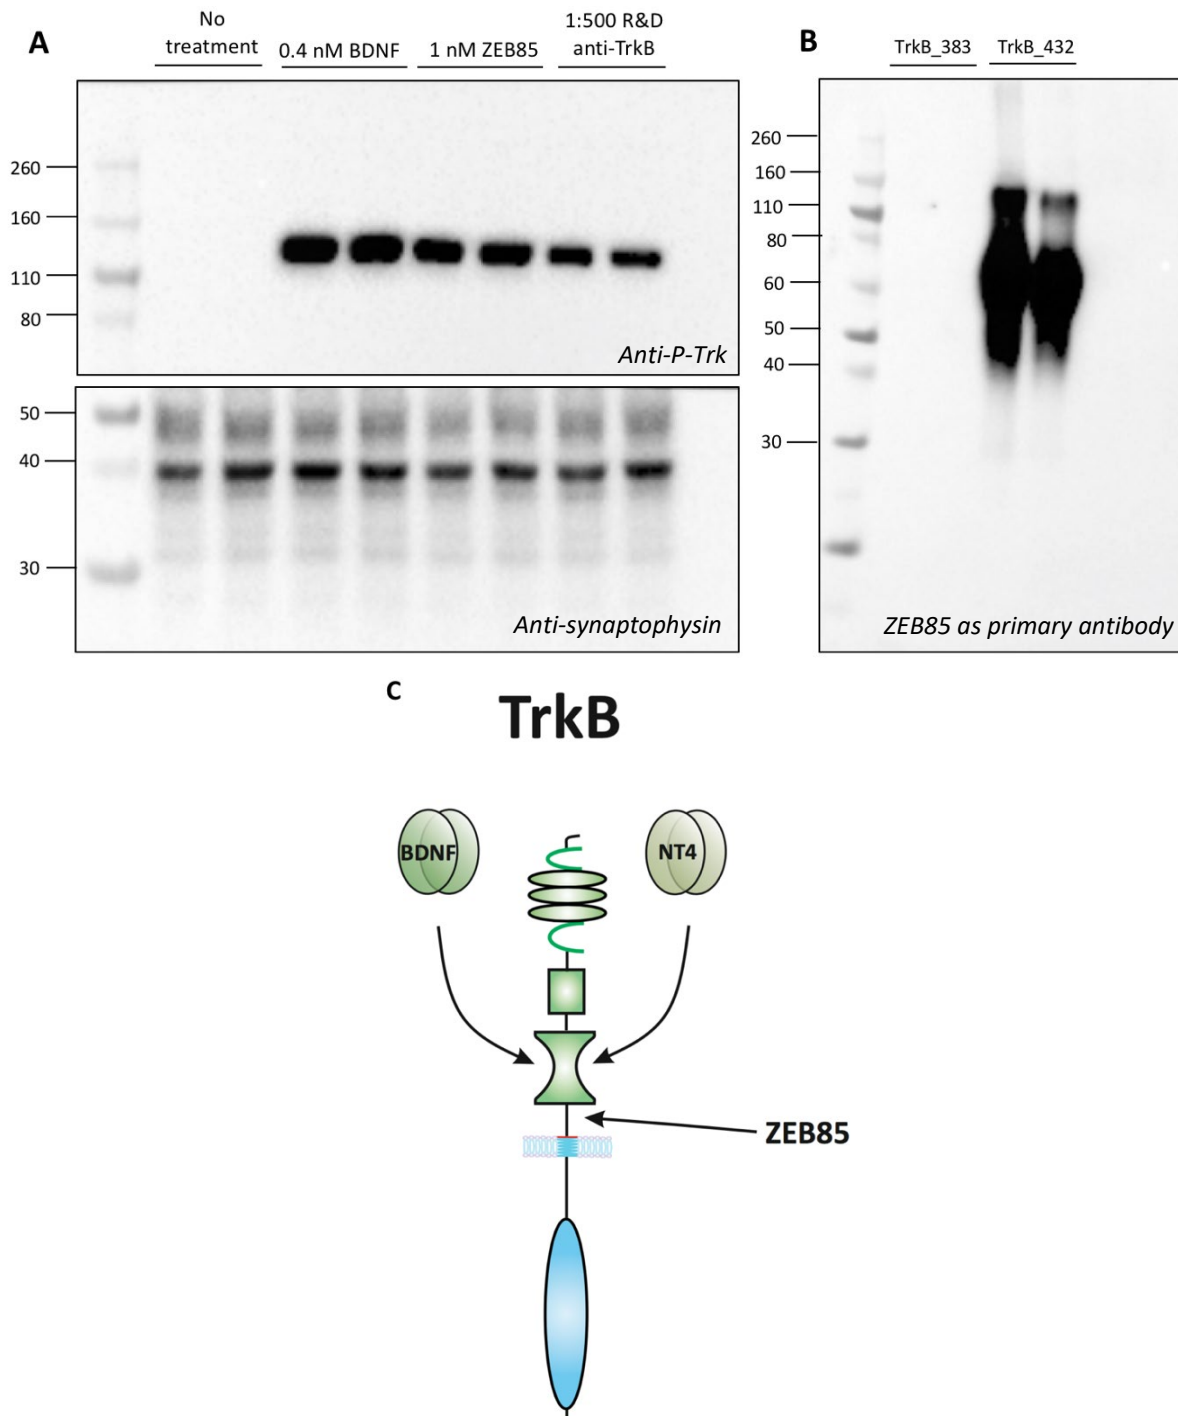 A
No
treatment
0.4 nM BDNF
1 nM ZEB85
1:500 R&D
anti-TrkB
260
160
110
80
Anti-P-Trk
50
40
30
Anti-synaptophysin
B
TrkB_383
TrkB_432
260
160
110
80
60
50
40
30
ZEB85 as primary antibody
C
TrkB
BDNF
NT4
ZEB85